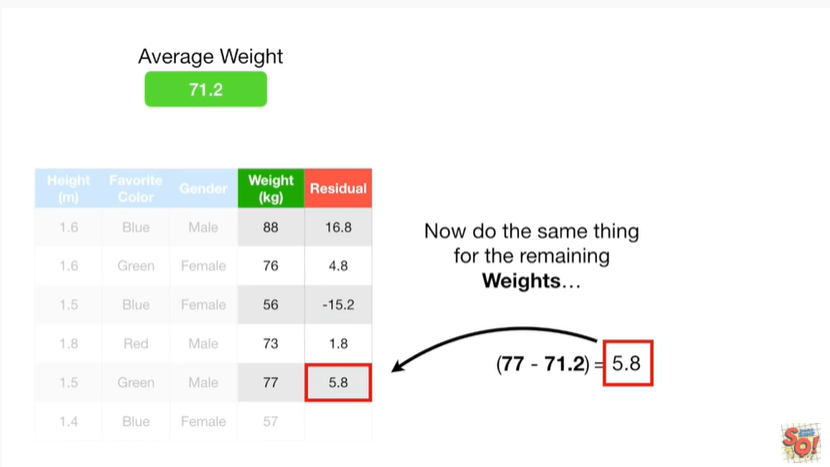 Average Weight
71.2
Height (m) Favorite Color Gender Weight (kg) Residual
1.6 Blue Male 88 16.8
1.6 Green Female 76 4.8
1.5 Blue Female 56 -15.2
1.8 Red Male 73 1.8
1.5 Green Male 77 5.8
1.4 Blue Female 57
Now do the same thing
for the remaining
Weights…
(77 - 71.2) = 5.8
SQ!